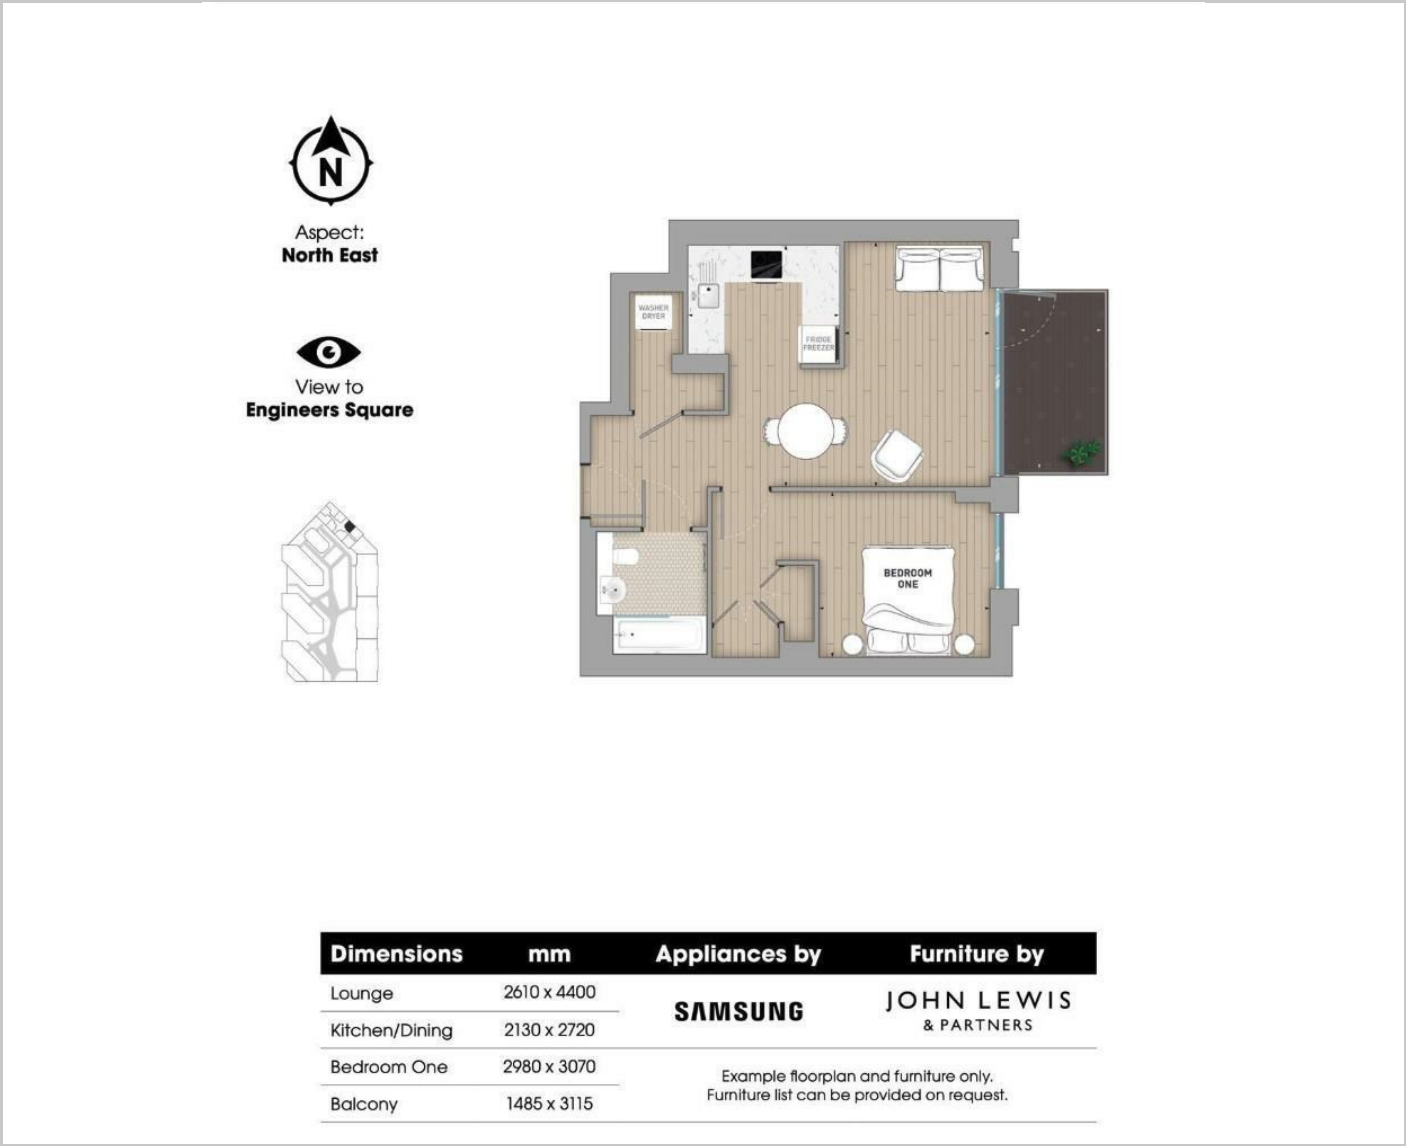 N
Aspect:
North East
View to
Engineers Square
WASHER
DRYER
FRIDGE
FREEZER
BEDROOM
ONE
Dimensions mm Appliances by Furniture by
Lounge 2610 x 4400
Kitchen/Dining 2130 x 2720
Bedroom One 2980 x 3070
Balcony 1485 x 3115
SAMSUNG
JOHN LEWIS
& PARTNERS
Example floorplan and furniture only.
Furniture list can be provided on request.